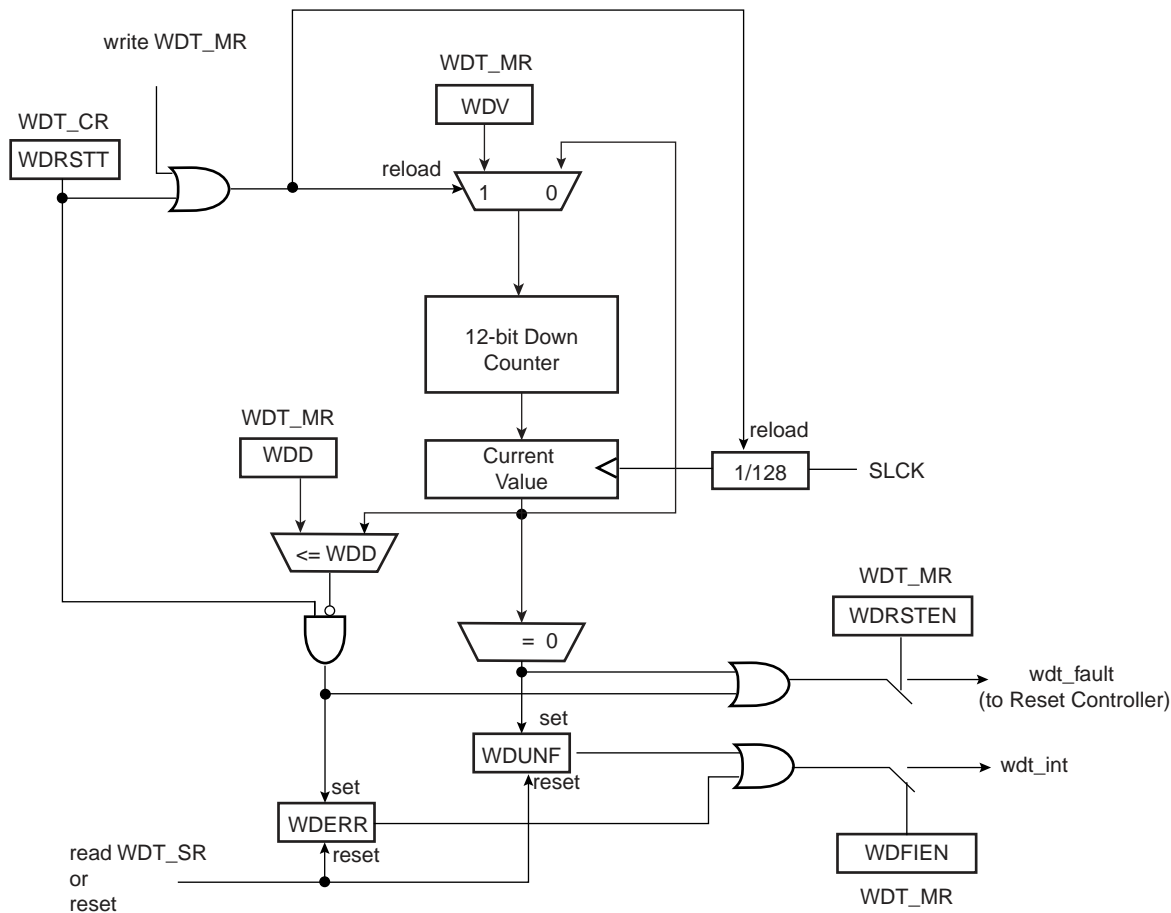 write WDT_MR
WDT_MR
WDV
WDT_CR
WDRSTT
reload
1 0
12-bit Down
Counter
WDT_MR
WDD
reload
Current
Value
1/128
SLCK
<= WDD
WDT_MR
WDRSTEN
= 0
wdt_fault
(to Reset Controller)
set
WDUNF
reset
wdt_int
set
WDERR
reset
WDFIEN
WDT_MR
read WDT_SR
or
reset